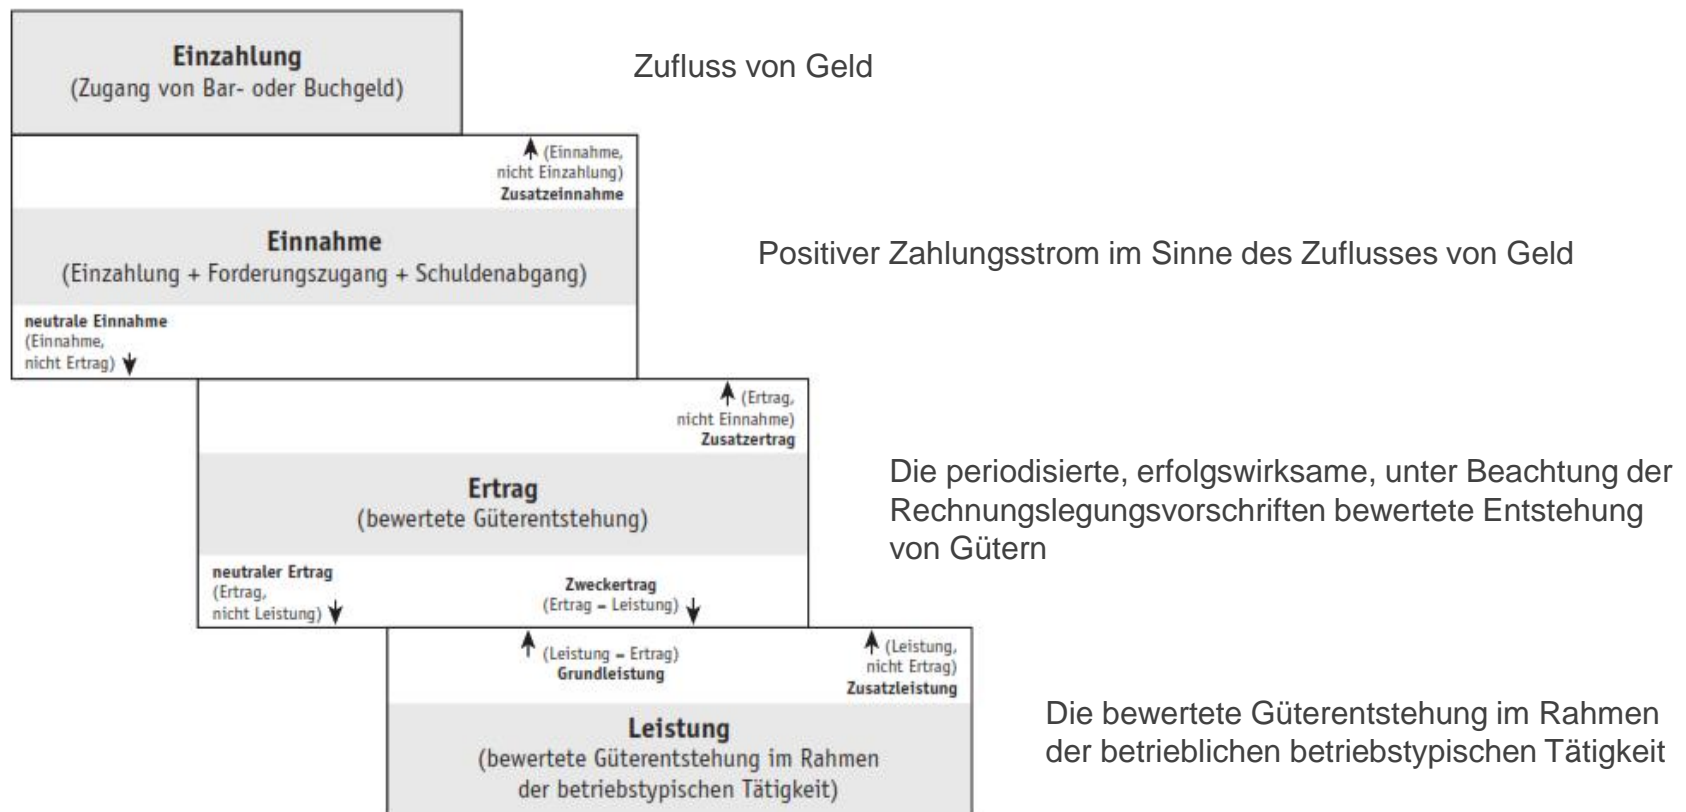 Einzahlung
(Zugang von Bar- oder Buchgeld)
Zufluss von Geld
(Einnahme,
nicht Einzahlung)
Zusatzeinnahme
Einnahme
(Einzahlung + Forderungszugang + Schuldenabgang)
Positiver Zahlungsstrom im Sinne des Zuflusses von Geld
neutrale Einnahme
(Einnahme,
nicht Ertrag)
(Ertrag,
nicht Einnahme)
Zusatzertrag
Ertrag
(bewertete Güterentstehung)
Die periodisierte, erfolgswirksame, unter Beachtung der
Rechnungslegungsvorschriften bewertete Entstehung
von Gütern
neutraler Ertrag
(Ertrag,
nicht Leistung)
Zweckertrag
(Ertrag = Leistung)
(Leistung = Ertrag)
Grundleistung
(Leistung,
nicht Ertrag)
Zusatzleistung
Leistung
(bewertete Güterentstehung im Rahmen
der betriebstypischen Tätigkeit)
Die bewertete Güterentstehung im Rahmen
der betrieblichen betriebstypischen Tätigkeit